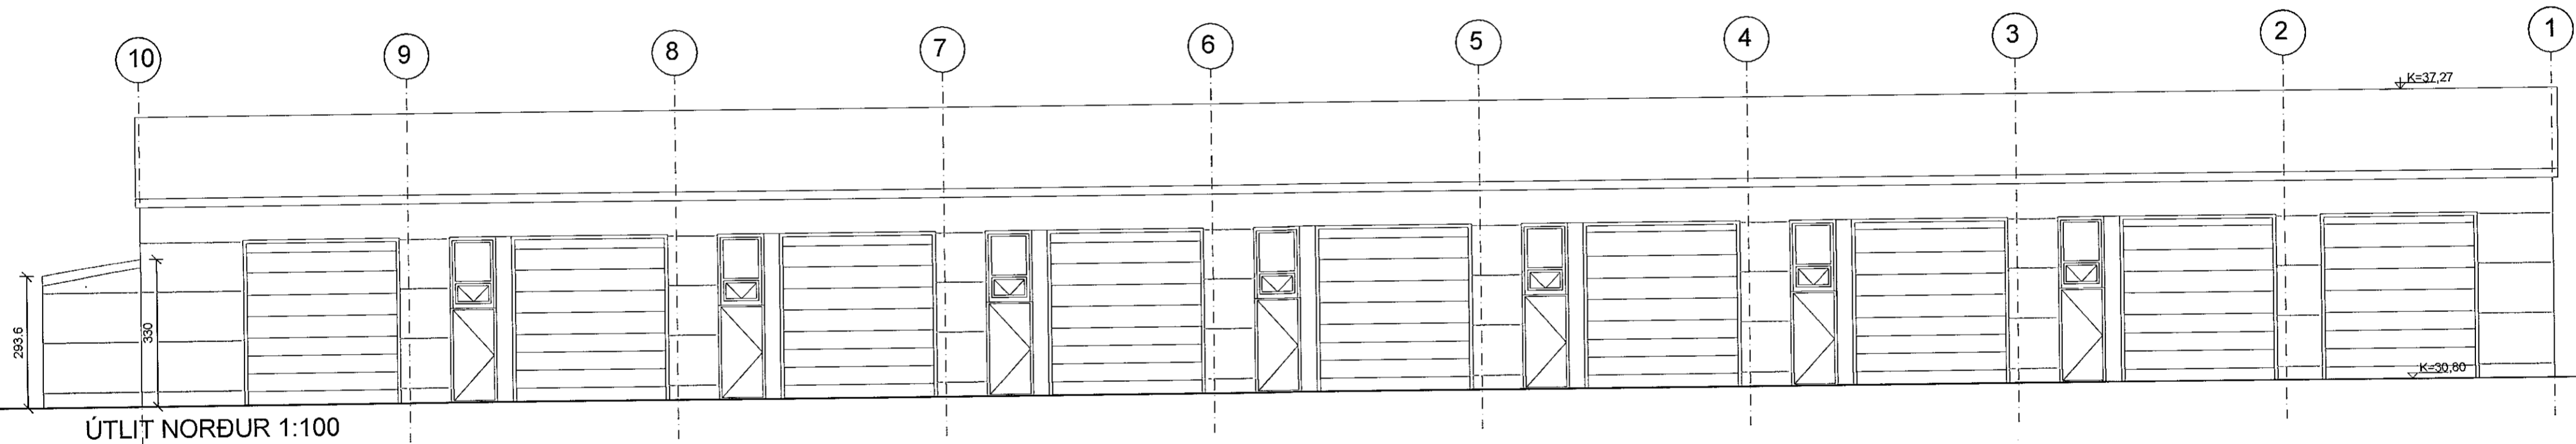 10 9 8 7 6 5 4 3 2 1
K=37,27
293.6
330
K=30,60
ÚTLIT NORÐUR 1:100